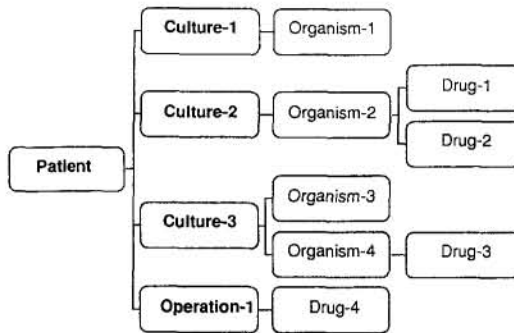 Culture-1
Organism-1
Culture-2
Organism-2
Drug-1
Drug-2
Patient
Culture-3
Organism-3
Organism-4
Drug-3
Operation-1
Drug-4